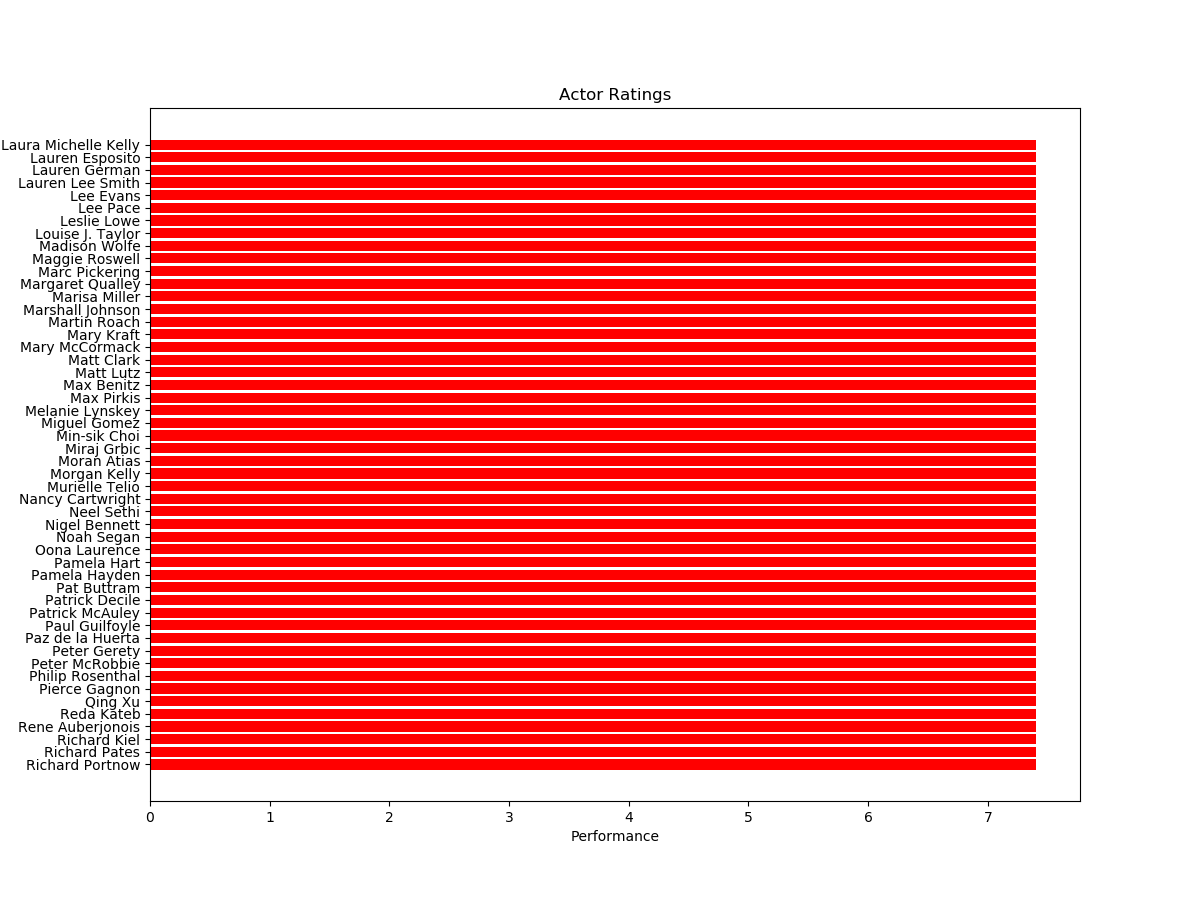 Actor Ratings
Laura Michelle Kelly
Lauren Esposito
Lauren German
Lauren Lee Smith
Lee Evans
Lee Pace
Leslie Lowe
Louise J. Taylor
Madison Wolfe
Maggie Roswell
Marc Pickering
Margaret Qualley
Marisa Miller
Marshall Johnson
Martin Roach
Mary Kraft
Mary McCormack
Matt Clark
Matt Lutz
Max Benitz
Max Pirkis
Melanie Lynskey
Miguel Gomez
Min-sik Choi
Miraj Grbic
Moran Atias
Morgan Kelly
Murielle Telio
Nancy Cartwright
Neel Sethi
Nigel Bennett
Noah Segan
Oona Laurence
Pamela Hart
Pamela Hayden
Pat Buttram
Patrick Decile
Patrick McAuley
Paul Guilfoyle
Paz de la Huerta
Peter Gerety
Peter McRobbie
Philip Rosenthal
Pierce Gagnon
Qing Xu
Reda Kateb
Rene Auberjonois
Richard Kiel
Richard Pates
Richard Portnow
0 1 2 3 4 5 6 7
Performance